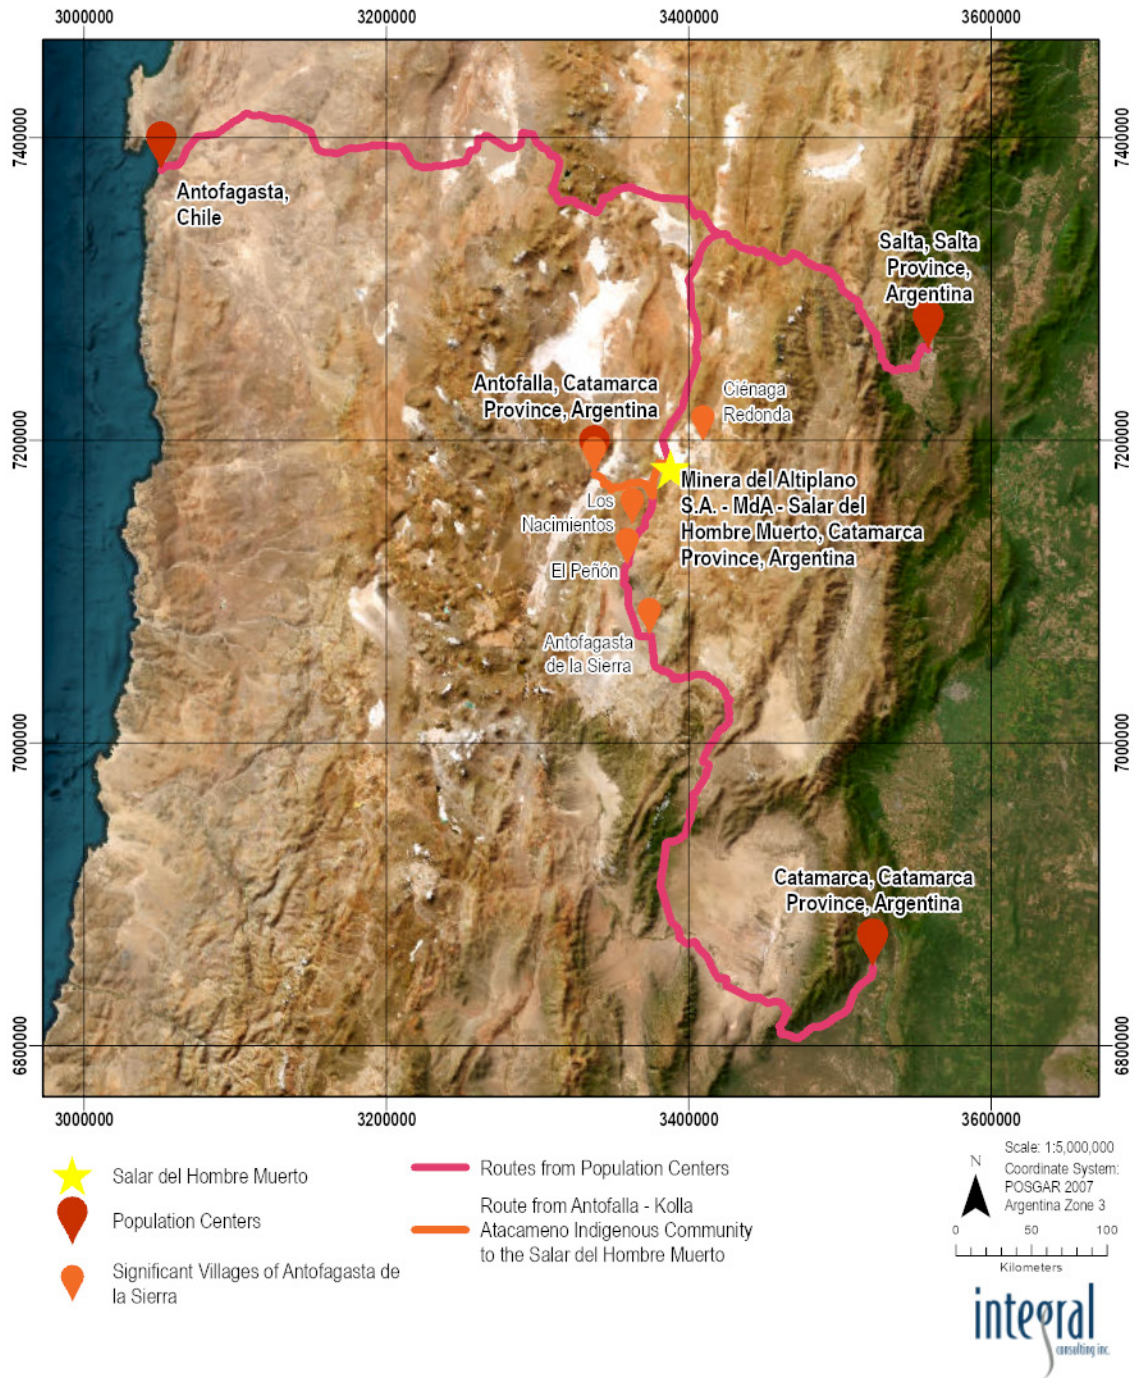 3000000
3200000
3400000
3600000
7400000
7400000
Antofagasta,
Chile
Salta, Salta
Province,
Argentina
Antofalla, Catamarca
Province, Argentina
Ciénaga
Redonda
7200000
7200000
Minera del Altiplano
S.A. - MdA - Salar del
Hombre Muerto, Catamarca
Province, Argentina
Los
Nacimientos
El Peñón
Antofagasta
de la Sierra
7000000
7000000
Catamarca, Catamarca
Province, Argentina
6800000
6800000
3000000
3200000
3400000
3600000
Salar del Hombre Muerto
Population Centers
Significant Villages of Antofagasta de
la Sierra
Routes from Population Centers
Route from Antofalla - Kolla
Atacameno Indigenous Community
to the Salar del Hombre Muerto
N
Scale: 1:5,000,000
Coordinate System:
POSGAR 2007
Argentina Zone 3
0 50 100
Kilometers
integral
consulting inc.